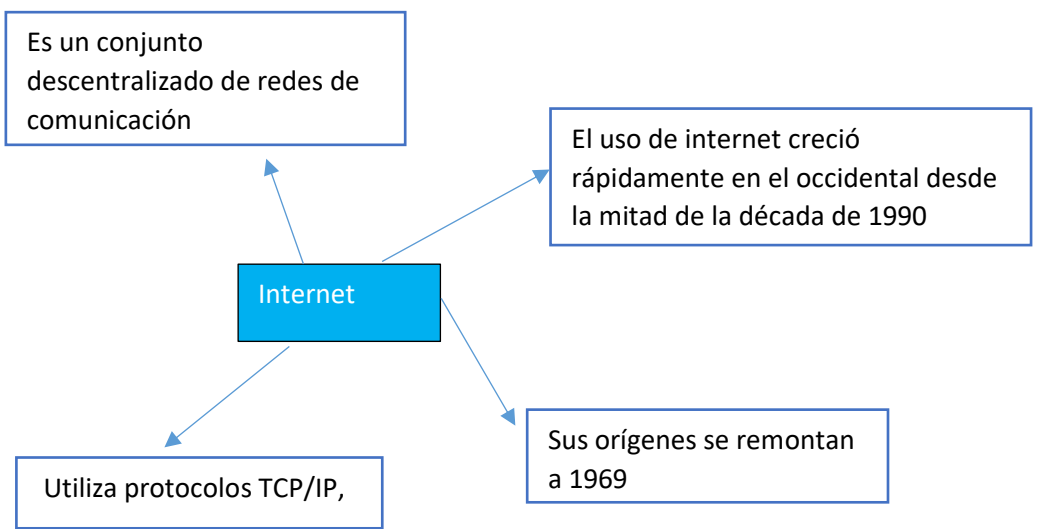 Es un conjunto
descentralizado de redes de
comunicación
El uso de internet creció
rápidamente en el occidental desde
la mitad de la década de 1990
Internet
Sus orígenes se remontan
a 1969
Utiliza protocolos TCP/IP,